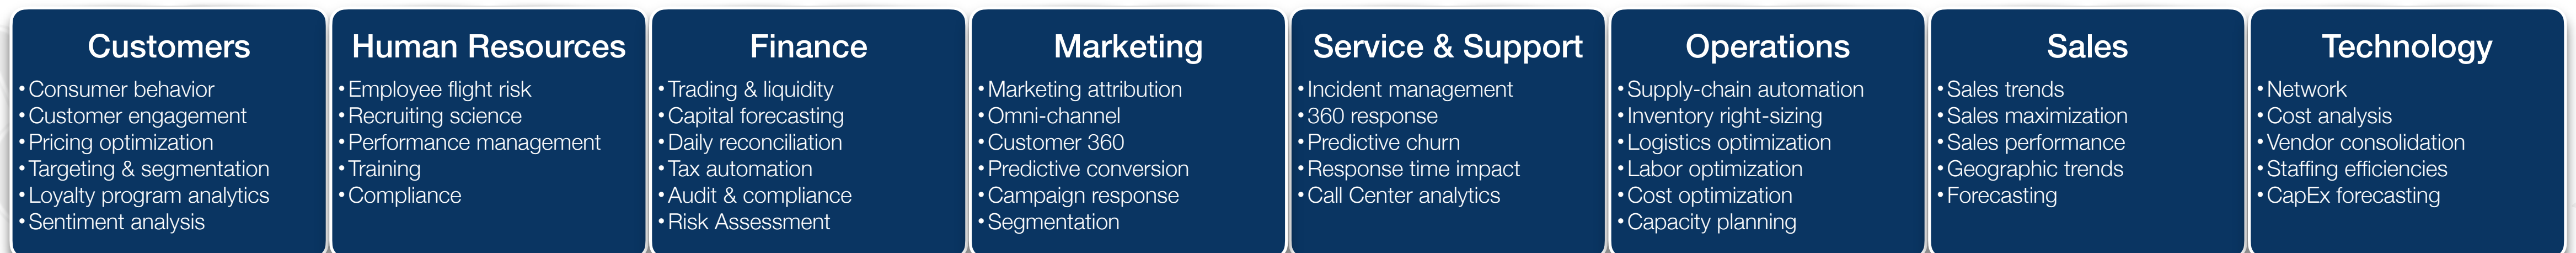 Customers
•Consumer behavior
•Customer engagement
•Pricing optimization
•Targeting & segmentation
•Loyalty program analytics
•Sentiment analysis
Human Resources
•Employee flight risk
•Recruiting science
•Performance management
•Training
•Compliance
Finance
•Trading & liquidity
•Capital forecasting
•Daily reconciliation
•Tax automation
•Audit & compliance
•Risk Assessment
Marketing
•Marketing attribution
•Omni-channel
•Customer 360
•Predictive conversion
•Campaign response
•Segmentation
Service & Support
•Incident management
•360 response
•Predictive churn
•Response time impact
•Call Center analytics
Operations
•Supply-chain automation
•Inventory right-sizing
•Logistics optimization
•Labor optimization
•Cost optimization
•Capacity planning
Sales
•Sales trends
•Sales maximization
•Sales performance
•Geographic trends
•Forecasting
Technology
•Network
•Cost analysis
•Vendor consolidation
•Staffing efficiencies
•CapEx forecasting